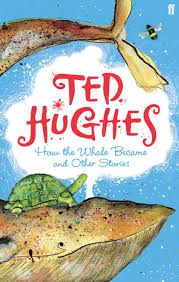 ff
TED
HUGHES
How the Whale Became
and Other Stories